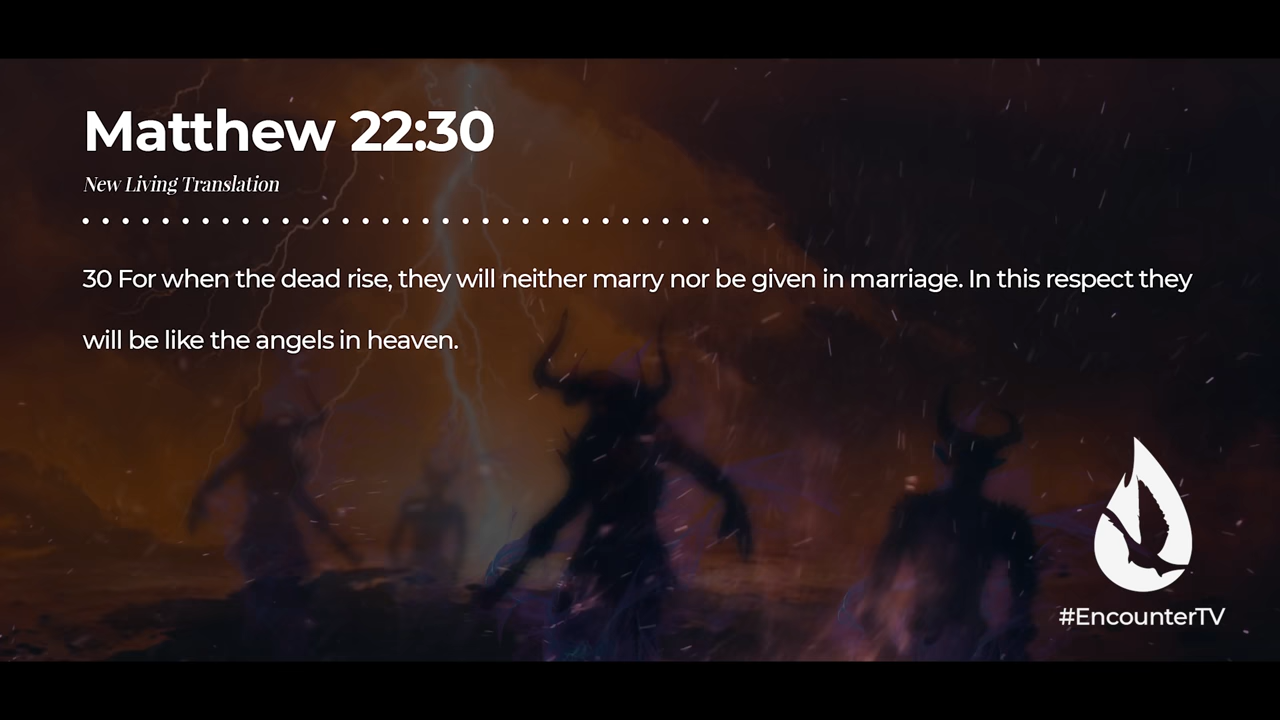 Matthew 22:30
New Living Translation
30 For when the dead rise, they will neither marry nor be given in marriage. In this respect they
will be like the angels in heaven.
#EncounterTV